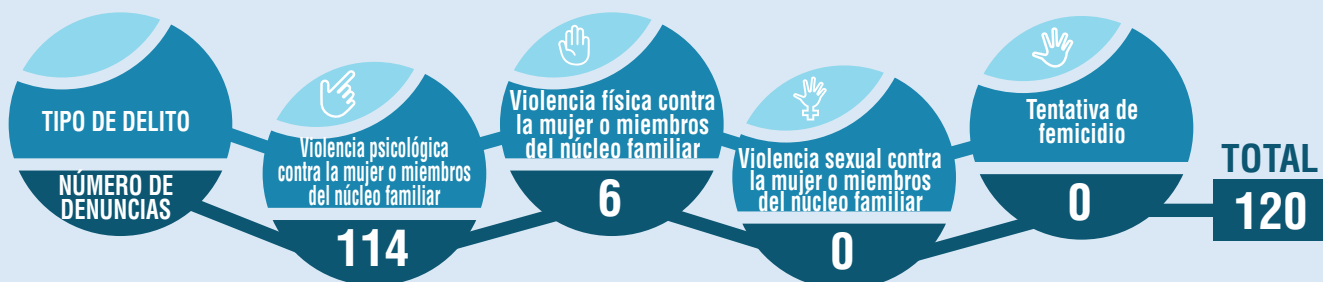 TIPO DE DELITO
NÚMERO DE
DENUNCIAS
Violencia psicológica
contra la mujer o miembros
del núcleo familiar
114
Violencia física contra
la mujer o miembros
del núcleo familiar
6
Violencia sexual contra
la mujer o miembros
del núcleo familiar
0
Tentativa de
femicidio
0
TOTAL
120